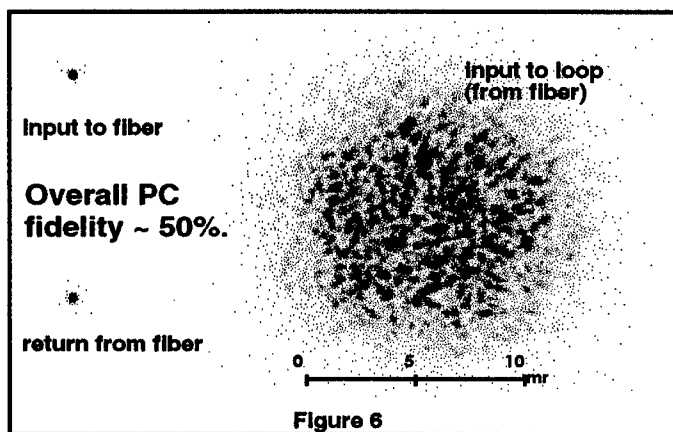 input to fiber
Overall PC
fidelity ~ 50%.
return from fiber
input to loop
(from fiber)
0 5 10
mr
Figure 6